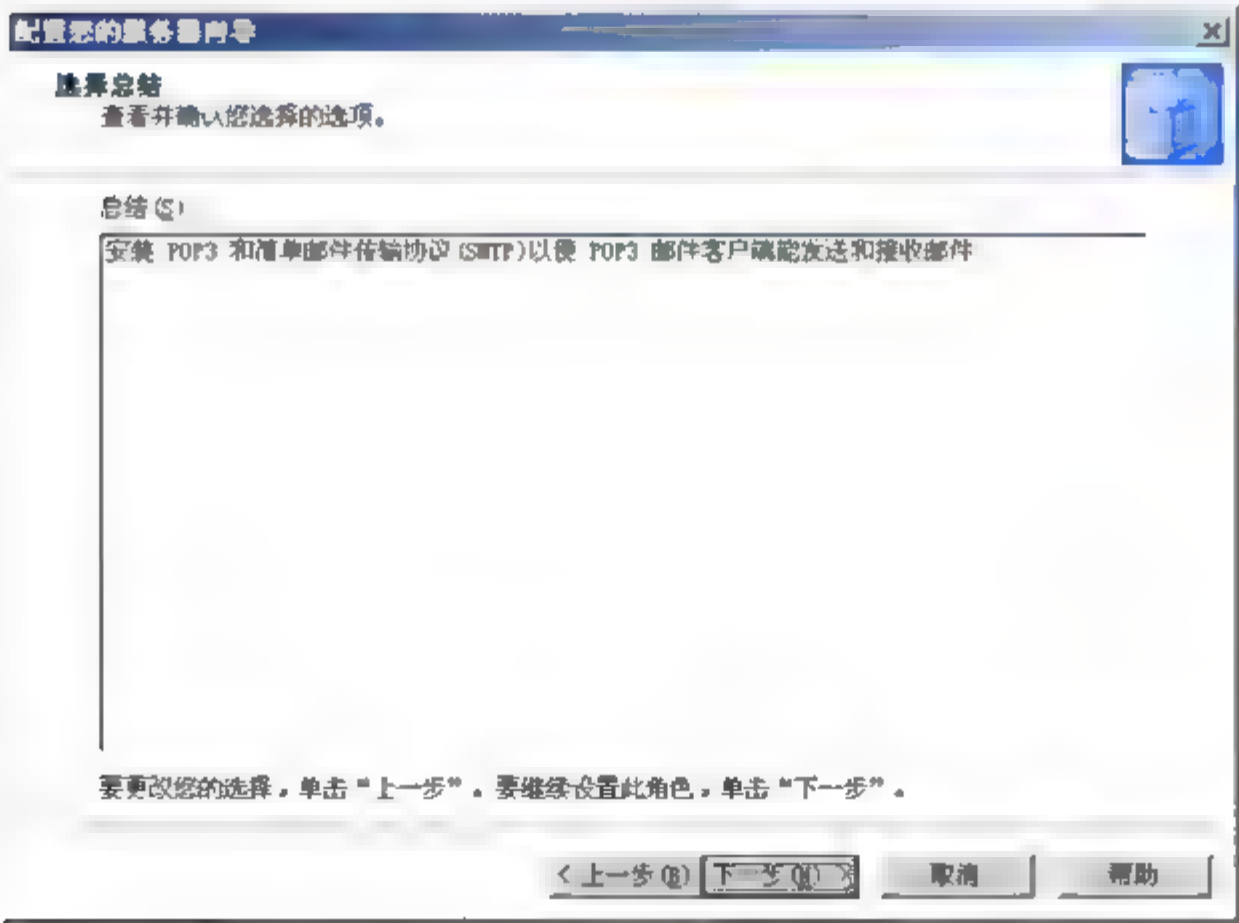 配置您的服务器向导
选择总结
查看并确认您选择的选项。
总结(S)
安装 POP3 和简单邮件传输协议(SMTP)以便 POP3 邮件客户端能发送和接收邮件
要更改您的选择，单击“上一步”。要继续设置此角色，单击“下一步”。
< 上一步(B) 下一步(N) > 取消 帮助